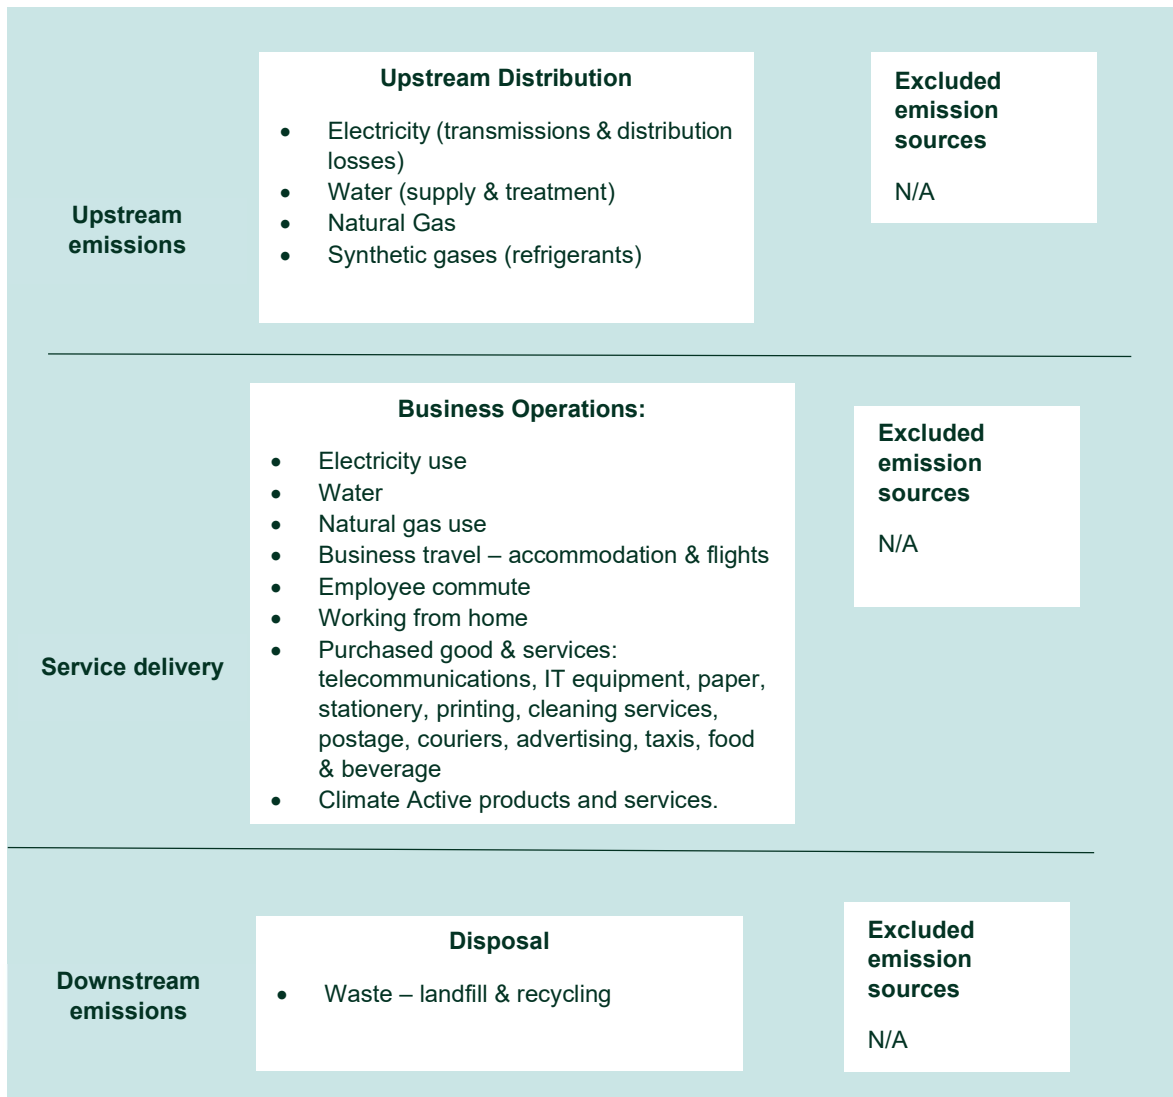 Upstream emissions
Upstream Distribution
• Electricity (transmissions & distribution
losses)
• Water (supply & treatment)
• Natural Gas
• Synthetic gases (refrigerants)
Excluded
emission
sources
N/A
Service delivery
Business Operations:
• Electricity use
• Water
• Natural gas use
• Business travel – accommodation & flights
• Employee commute
• Working from home
• Purchased good & services:
telecommunications, IT equipment, paper,
stationery, printing, cleaning services,
postage, couriers, advertising, taxis, food
& beverage
• Climate Active products and services.
Excluded
emission
sources
N/A
Downstream
emissions
Disposal
• Waste – landfill & recycling
Excluded
emission
sources
N/A